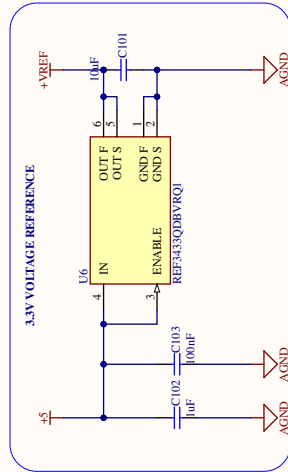 3.3V VOLTAGE REFERENCE
+5
+VREF
U6
4
IN
OUT F
6
OUT S
5
3
ENABLE
GND F
1
GND S
2
REF3433QDBVRQ1
10uF
C101
C102
1uF
C103
100nF
AGND
AGND
AGND